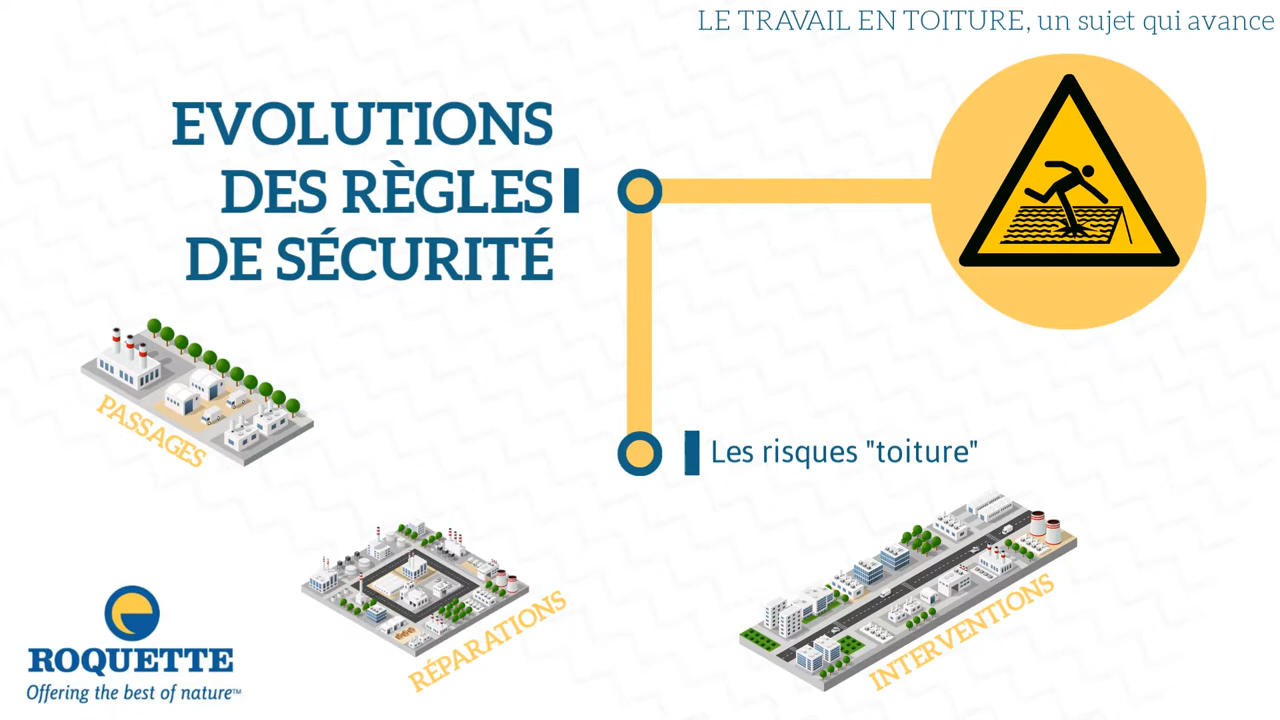 LE TRAVAIL EN TOITURE, un sujet qui avance
EVOLUTIONS
DES RÈGLES
DE SÉCURITÉ
PASSAGES
Les risques "toiture"
RÉPARATIONS
INTERVENTIONS
ROQUETTE
Offering the best of nature™